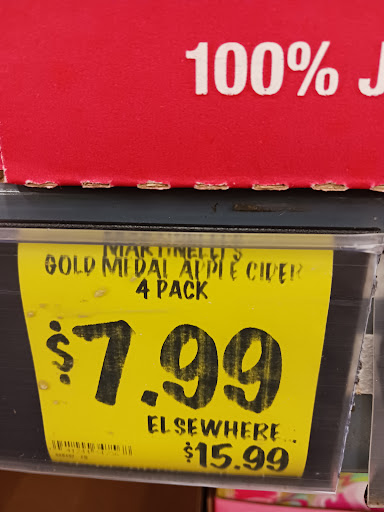 100% J
MARTINELLI'S
GOLD MEDAL APPLE CIDER
4 PACK
$7.99
ELSEWHERE...
$15.99